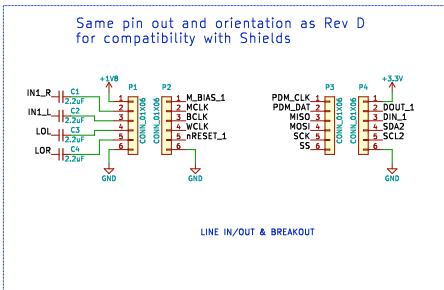 Same pin out and orientation as Rev D
for compatibility with Shields
+1V8
+3.3V
P1
P2
P3
P4
IN1_R
C1
2.2uF
IN1_L
C2
2.2uF
LOL
C3
2.2uF
LOR
C4
2.2uF
1
2
3
4
5
6
CONN_01X06
GND
1
2
3
4
5
6
CONN_01X06
M_BIAS_1
MCLK
BCLK
WCLK
nRESET_1
GND
PDM_CLK
PDM_DAT
MISO
MOSI
SCK
SS
1
2
3
4
5
6
CONN_01X06
1
2
3
4
5
6
CONN_01X06
DOUT_1
DIN_1
SDA2
SCL2
GND
LINE IN/OUT & BREAKOUT